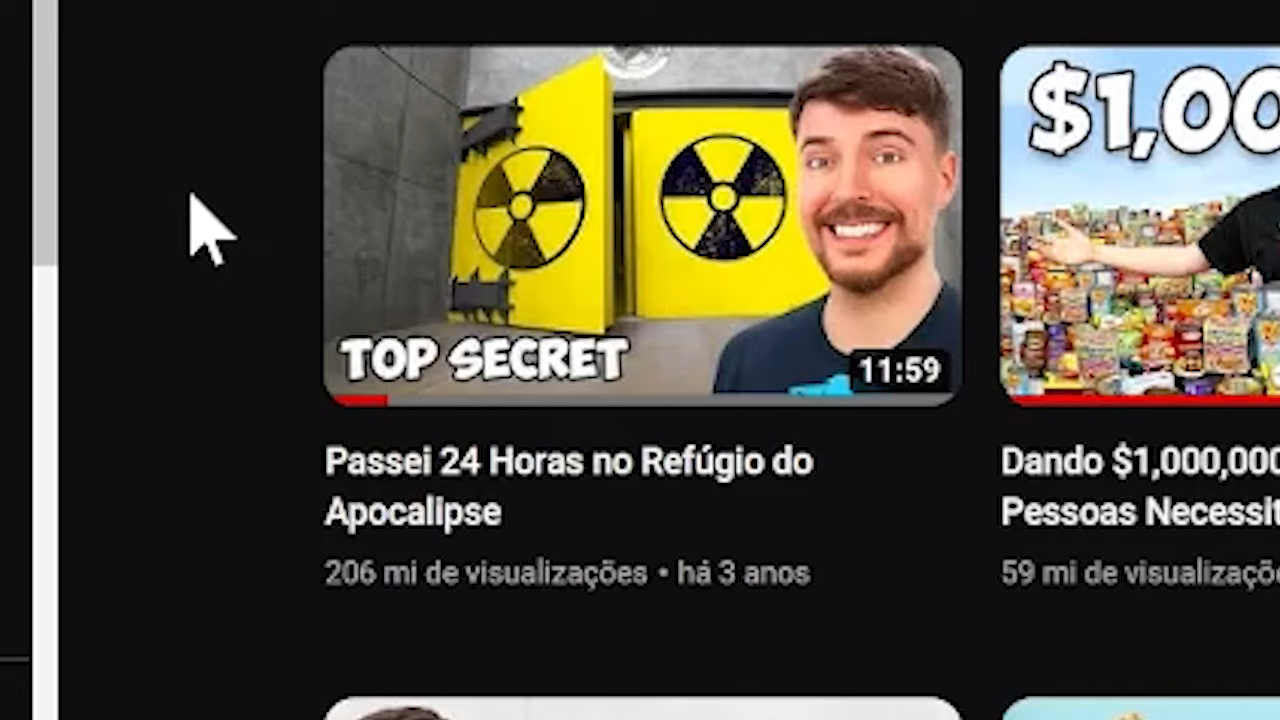 $1,00
TOP SECRET
11:59
Passei 24 Horas no Refúgio do
Apocalipse
206 mi de visualizações • há 3 anos
Dando $1,000,000
Pessoas Necessit
59 mi de visualizaçõ